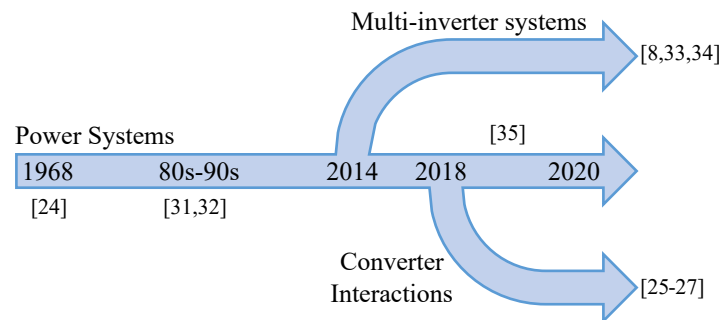 Multi-inverter systems
[8,33,34]
Power Systems
[35]
1968 80s-90s 2014 2018 2020
[24] [31,32]
Converter
Interactions
[25-27]